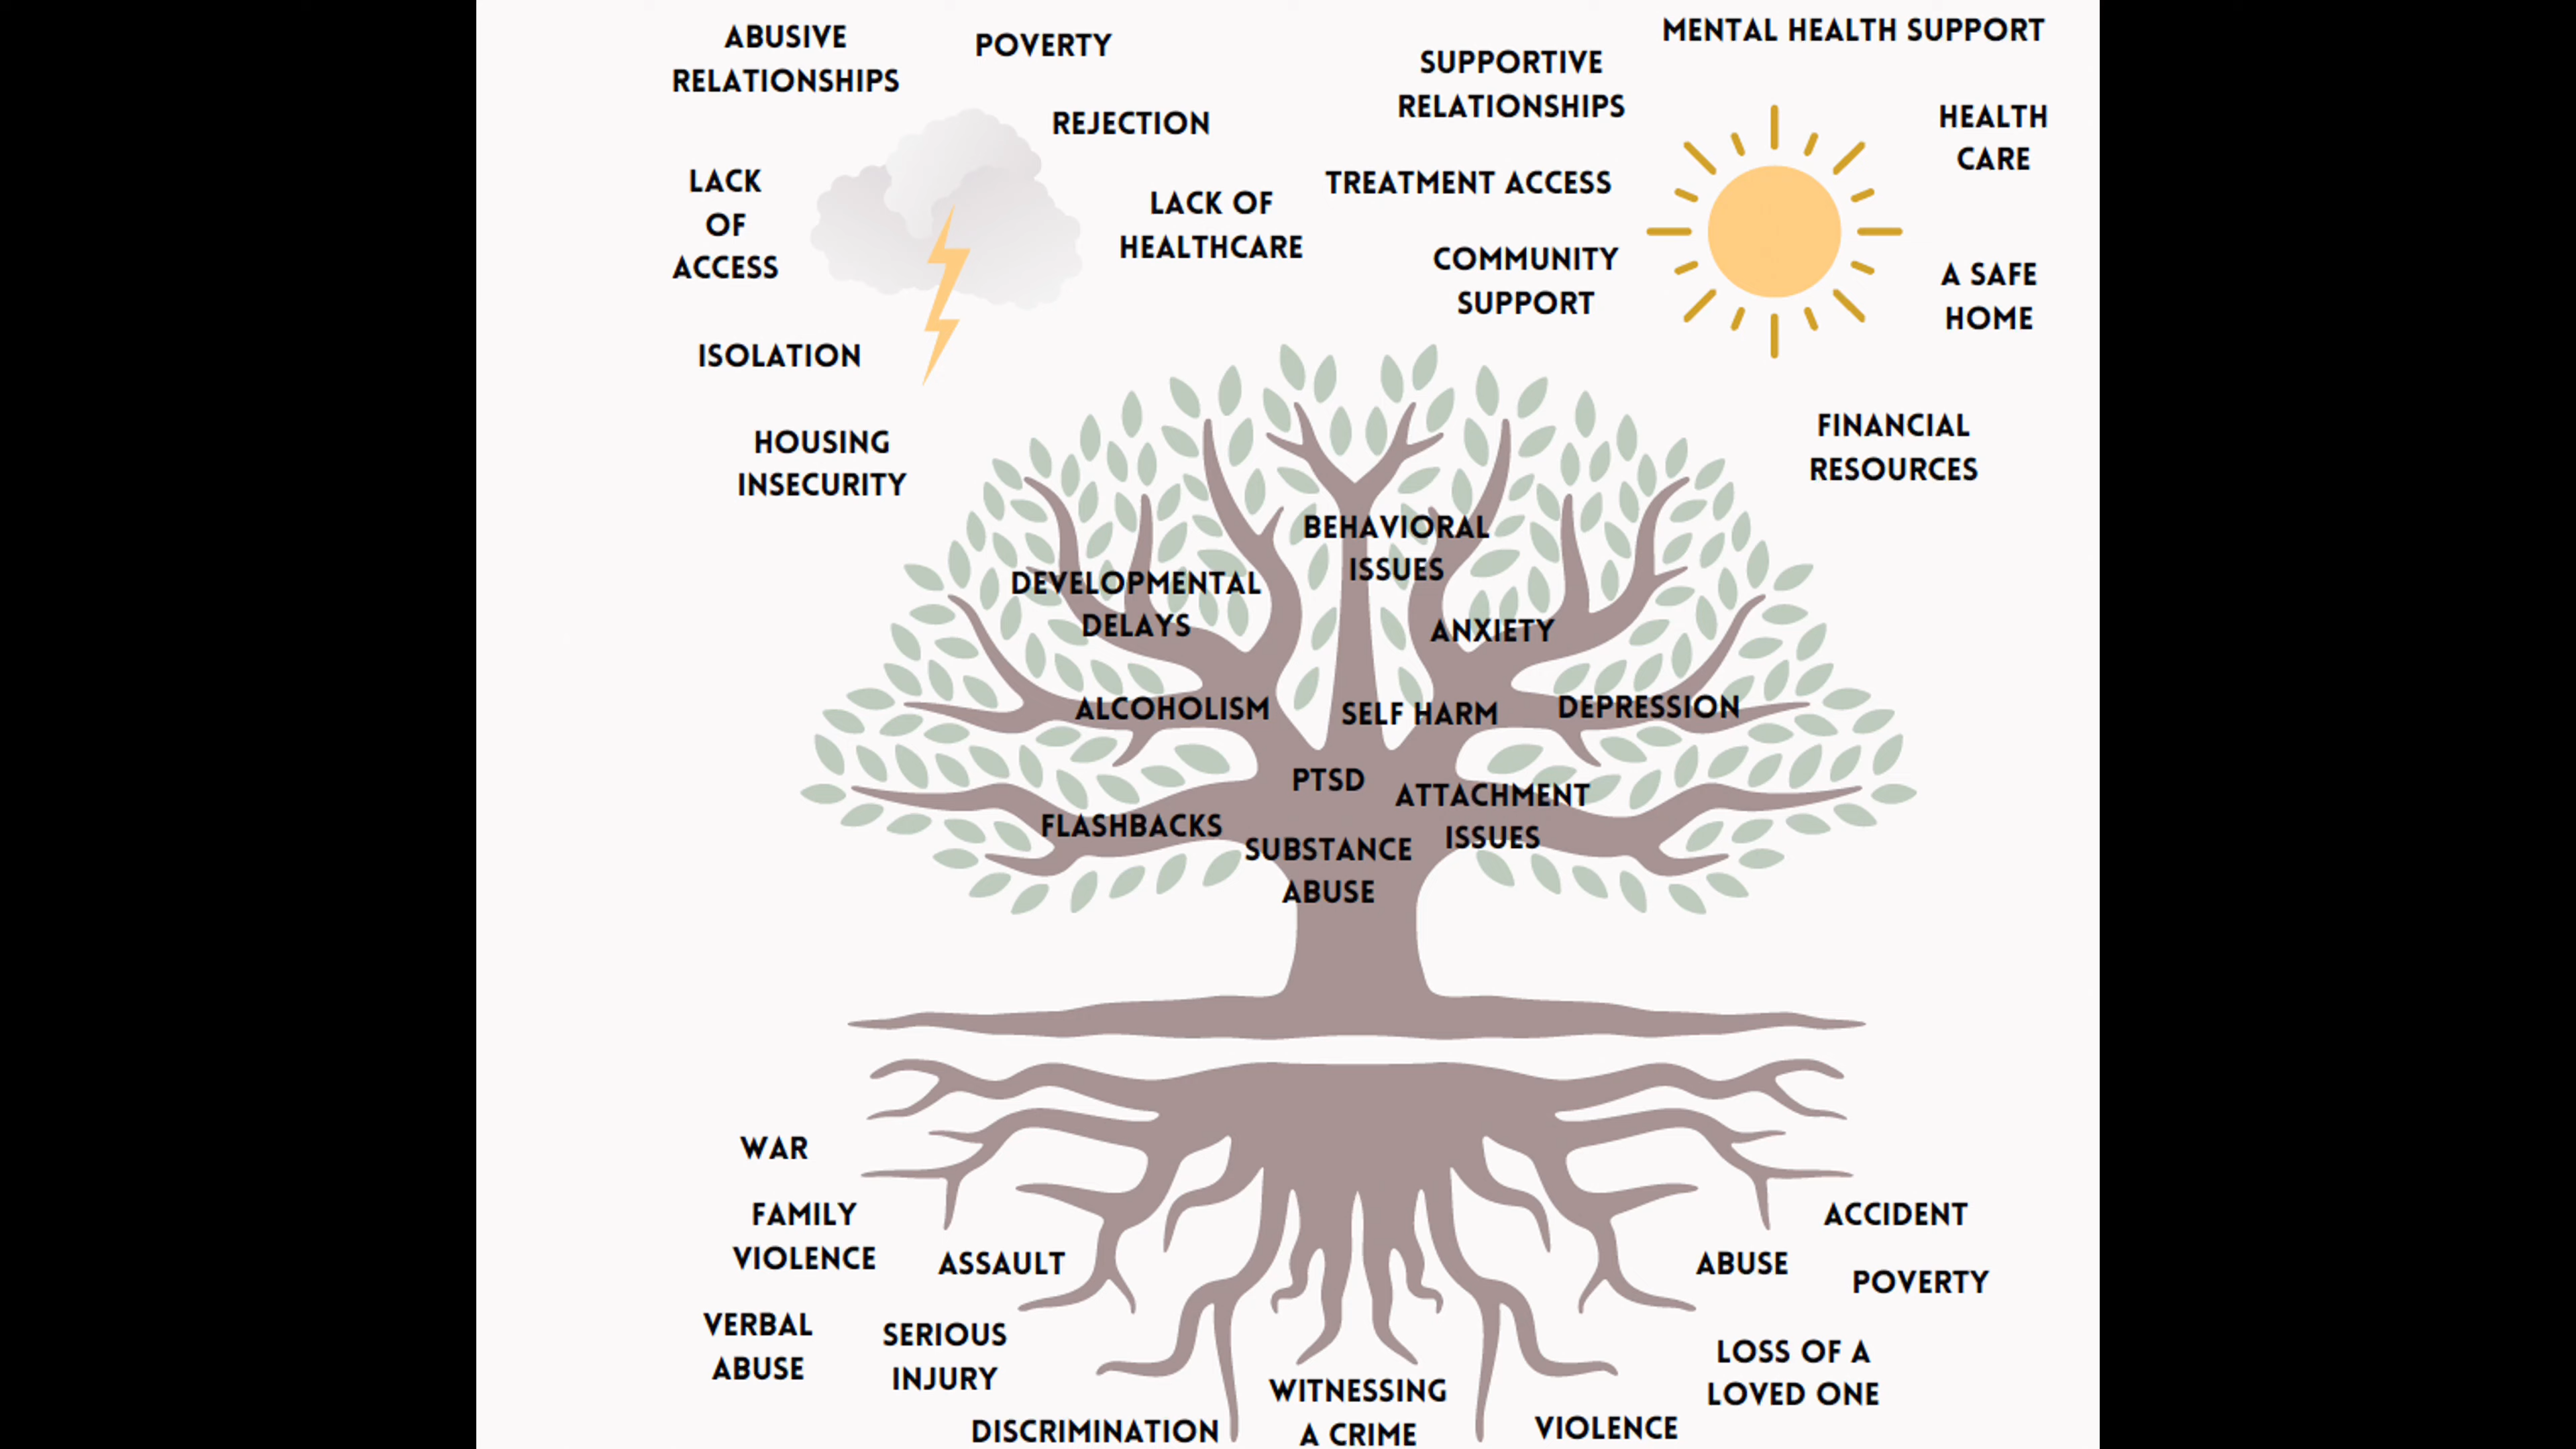 ABUSIVE
RELATIONSHIPS
POVERTY
REJECTION
LACK
OF
ACCESS
LACK OF
HEALTHCARE
ISOLATION
HOUSING
INSECURITY
MENTAL HEALTH SUPPORT
SUPPORTIVE
RELATIONSHIPS
HEALTH
CARE
TREATMENT ACCESS
COMMUNITY
SUPPORT
A SAFE
HOME
FINANCIAL
RESOURCES
BEHAVIORAL
ISSUES
DEVELOPMENTAL
DELAYS
ANXIETY
ALCOHOLISM
SELF HARM
DEPRESSION
PTSD
ATTACHMENT
ISSUES
FLASHBACKS
SUBSTANCE
ABUSE
WAR
FAMILY
VIOLENCE
ASSAULT
VERBAL
ABUSE
SERIOUS
INJURY
DISCRIMINATION
WITNESSING
A CRIME
VIOLENCE
ACCIDENT
ABUSE
POVERTY
LOSS OF A
LOVED ONE